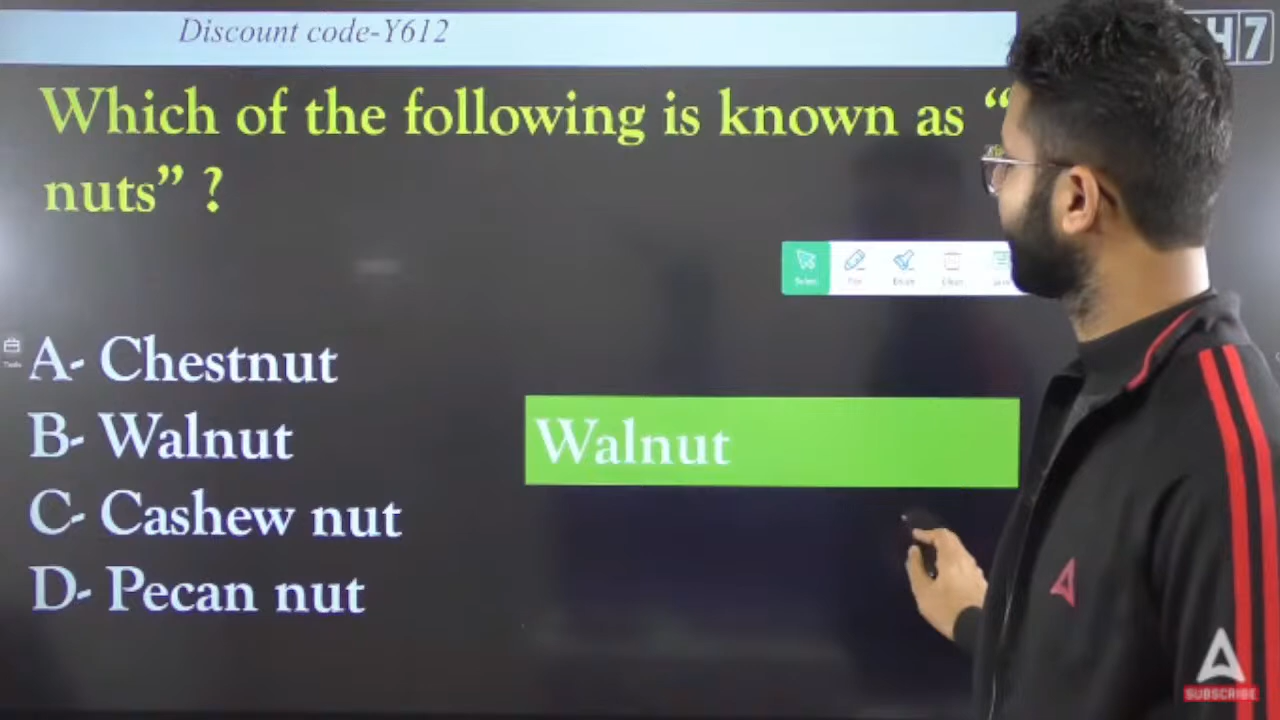 Discount code-Y612
Which of the following is known as “
nuts” ?
Select
A- Chestnut
B- Walnut
Walnut
C- Cashew nut
D- Pecan nut
SUBSCRIBE